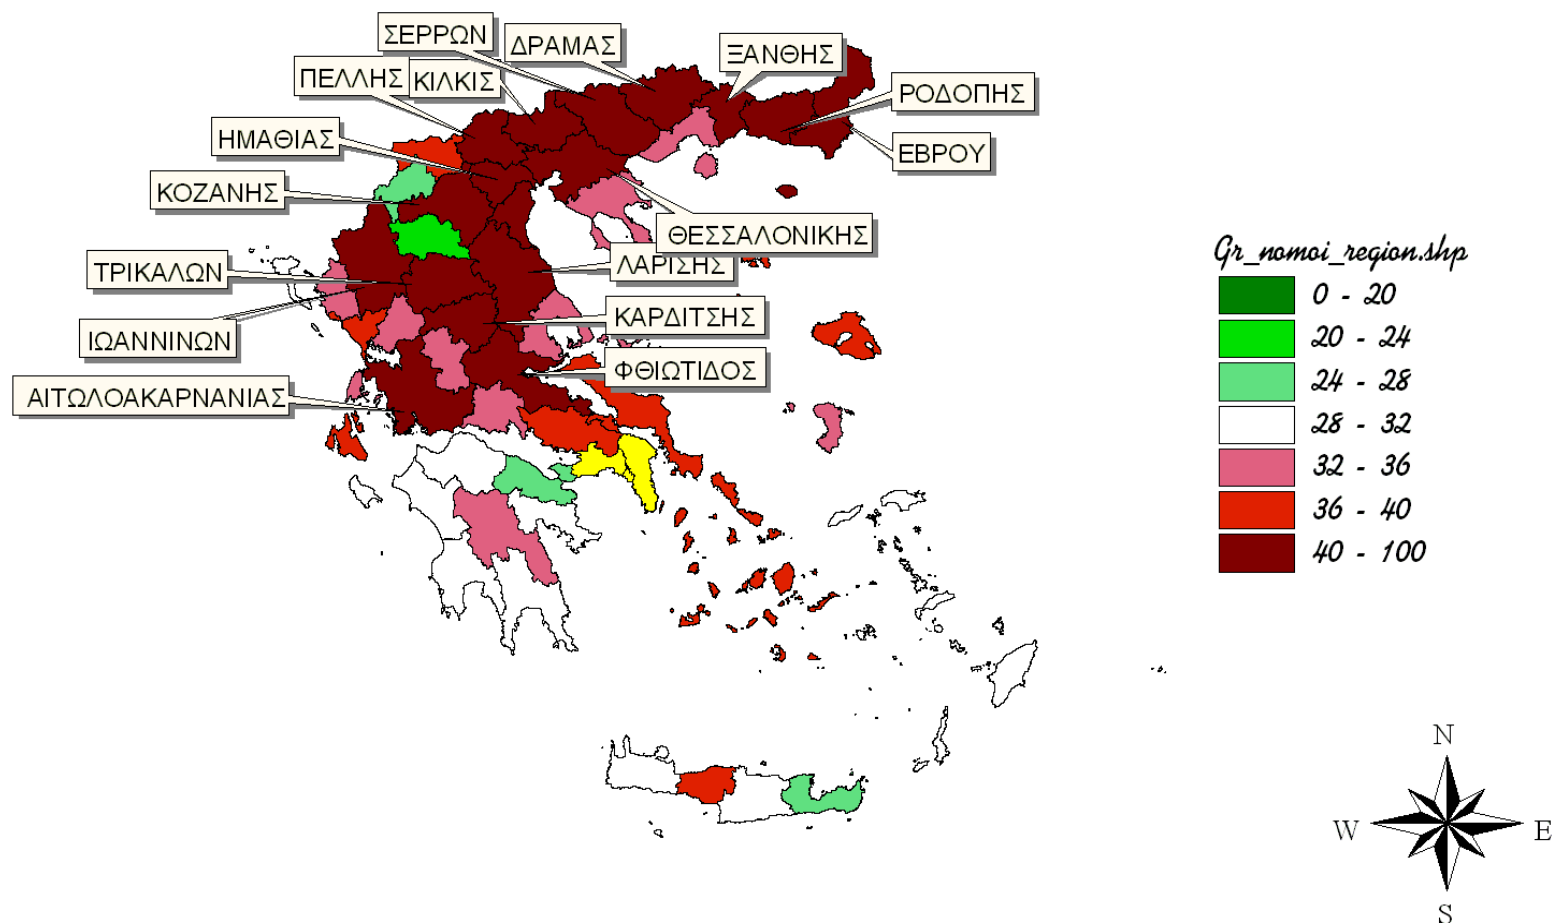 ΣΕΡΡΩΝ
ΔΡΑΜΑΣ
ΞΑΝΘΗΣ
ΠΕΛΛΗΣ
ΚΙΛΚΙΣ
ΡΟΔΟΠΗΣ
ΗΜΑΘΙΑΣ
ΕΒΡΟΥ
ΚΟΖΑΝΗΣ
ΘΕΣΣΑΛΟΝΙΚΗΣ
ΤΡΙΚΑΛΩΝ
ΛΑΡΙΣΗΣ
ΙΩΑΝΝΙΝΩΝ
ΚΑΡΔΙΤΣΗΣ
ΦΘΙΩΤΙΔΟΣ
ΑΙΤΩΛΟΑΚΑΡΝΑΝΙΑΣ
Gr_nomoi_region.shp
0 - 20
20 - 24
24 - 28
28 - 32
32 - 36
36 - 40
40 - 100
N
W E
S